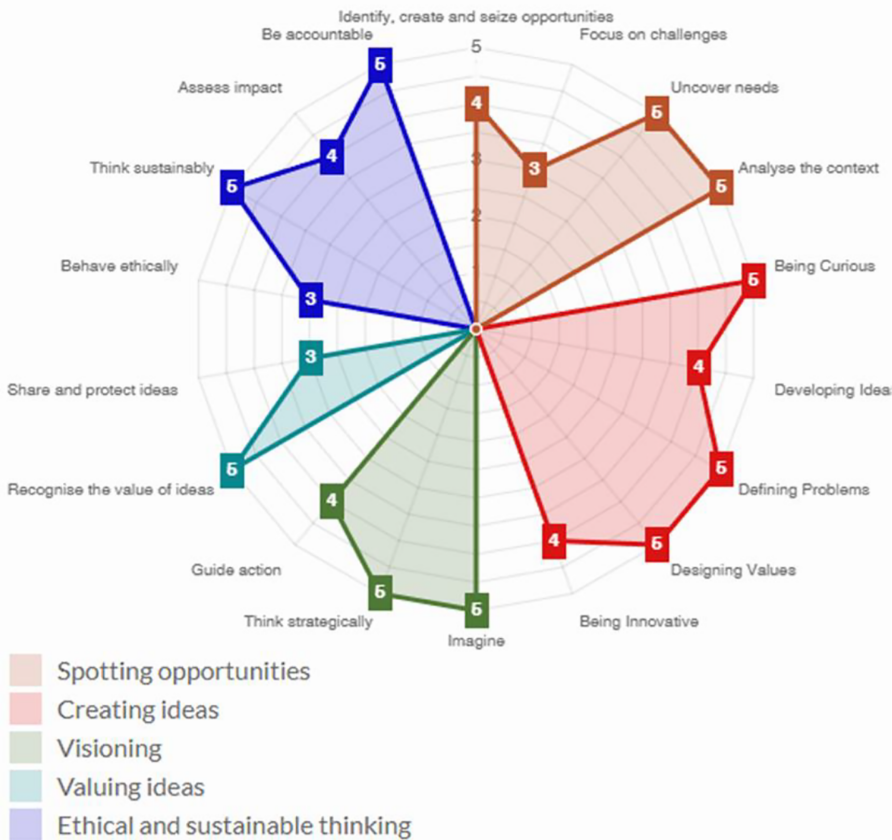 Identify, create and seize opportunities
Be accountable
Focus on challenges
Assess impact
Uncover needs
Think sustainably
Analyse the context
Behave ethically
Being Curious
Share and protect ideas
Developing Idea
Recognise the value of ideas
Defining Problems
Guide action
Designing Values
Think strategically
Being Innovative
Imagine
5
3
2
1
4
3
5
5
5
4
5
5
4
5
5
4
5
3
3
5
4
5
Spotting opportunities
Creating ideas
Visioning
Valuing ideas
Ethical and sustainable thinking